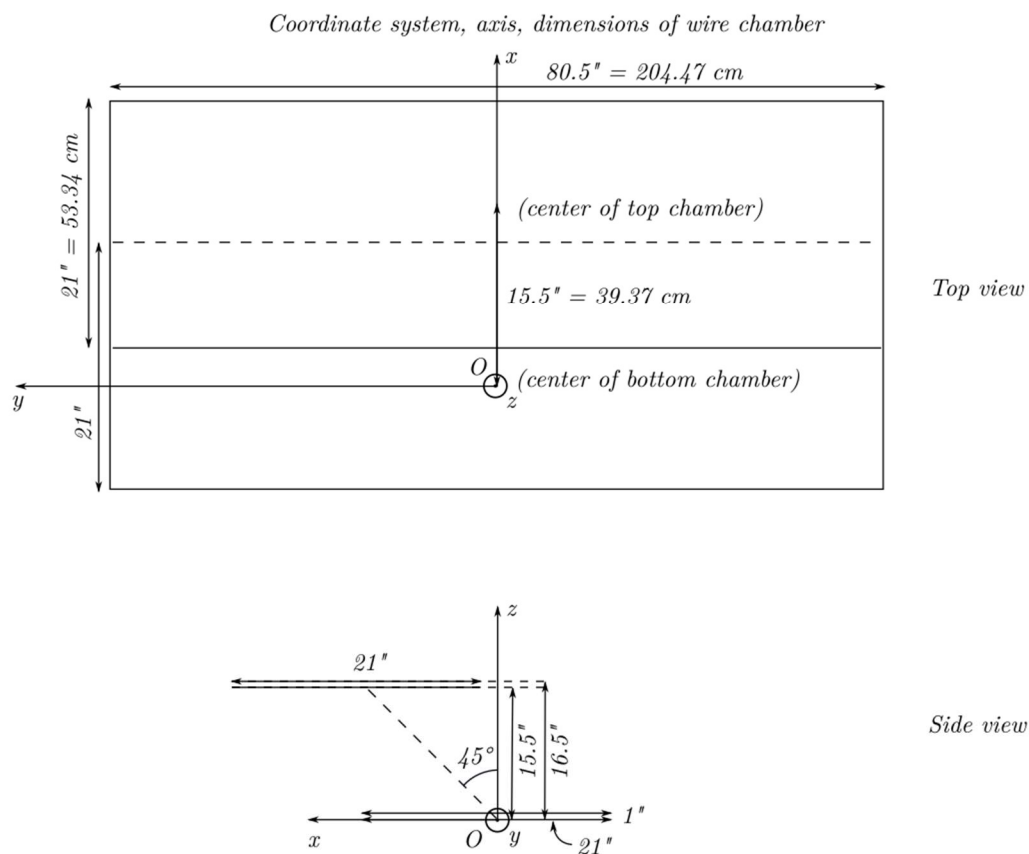 Coordinate system, axis, dimensions of wire chamber
x
80.5" = 204.47 cm
21" = 53.34 cm
(center of top chamber)
15.5" = 39.37 cm
Top view
O
(center of bottom chamber)
y
z
21"
z
21"
45°
15.5"
16.5"
Side view
1"
x
O
y
21"